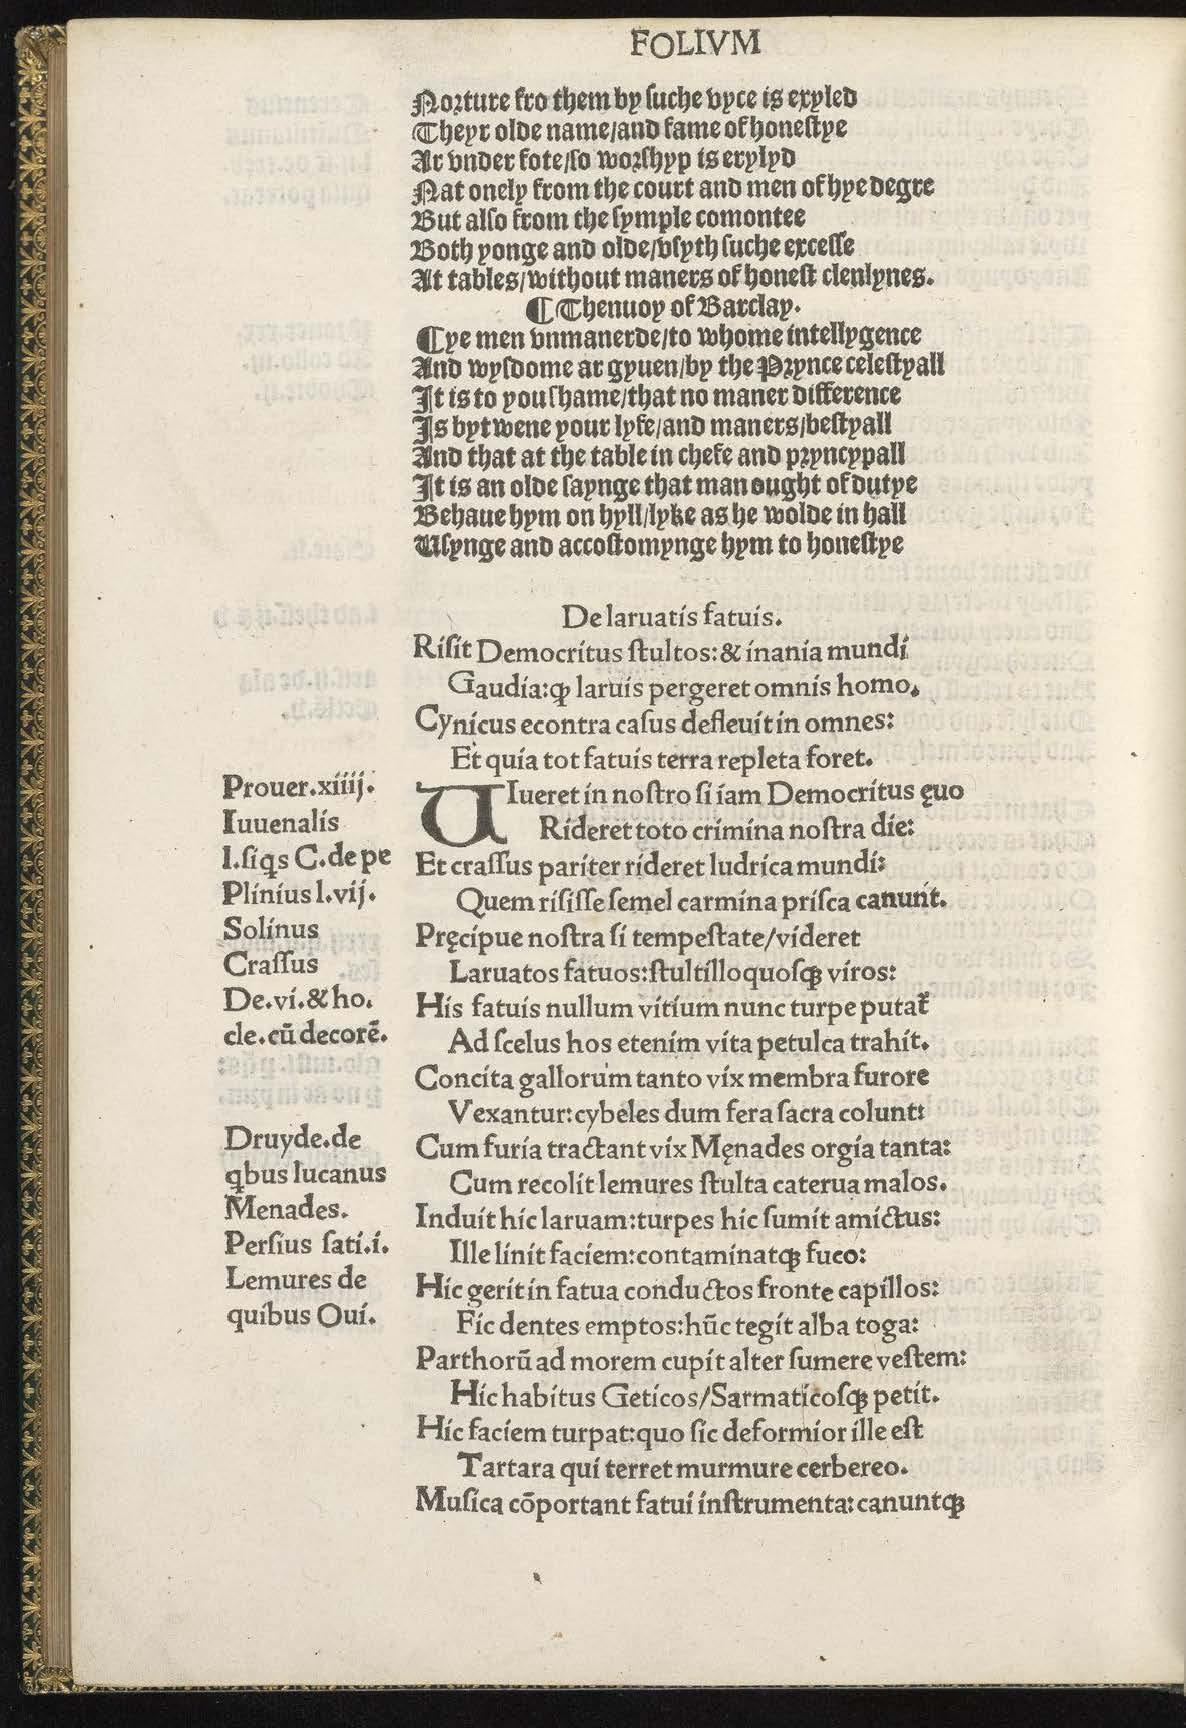 FOLIVM
Noꝛture fro them by ſuche vyce is exyled
Theyr olde name/and fame of honeſtye
Ar vnder fote/ſo woꝛſhyp is exylyd
Nat onely from the court and men of hye degre
But alſo from the ſymple comontee
Both yonge and olde/vſyth ſuche exceſſe
At tables/without maners of honeſt clenlynes.
¶ Thenuoy of Barclay.
¶ Ye men vnmanerde/to whome intellygence
And wyſdome ar gyuen/by the Pꝛynce celeſtyall
It is to you ſhame/that no maner difference
Is bytwene your lyfe/and maners/beſtyall
And that at the table in chefe and pꝛyncypall
It is an olde ſaynge that man ought of dutye
Behaue hym on hyll/lyke as he wolde in hall
Uſynge and accoſtomynge hym to honeſtye
De laruatis fatuis.
Riſit Democritus ſtultos: & inania mundi
Gaudia: ꝙ laruis pergeret omnis homo.
Cynicus econtra caſus defleuit in omnes:
Et quia tot fatuis terra repleta foret.
VIueret in noſtro ſi iam Democritus ęuo
Rideret toto crimina noſtra die:
Et craſſus pariter rideret ludrica mundi:
Quem riſiſſe ſemel carmina priſca canunt.
Pręcipue noſtra ſi tempeſtate/videret
Laruatos fatuos: ſtultilloquoſꝙ viros:
His fatuis nullum vitium nunc turpe putat̃
Ad ſcelus hos etenim vita petulca trahit.
Concita gallorum tanto vix membra furore
Vexantur: cybeles dum fera ſacra colunt:
Cum furia tractant vix Męnades orgia tanta:
Cum recolit lemures ſtulta caterua malos.
Induit hic laruam: turpes hic ſumit amictus:
Ille linit faciem: contaminatꝙ fuco:
Hic gerit in fatua conductos fronte capillos:
Fic dentes emptos: hūc tegit alba toga:
Parthorū ad morem cupit alter ſumere veſtem:
Hic habitus Geticos/Sarmaticoſꝙ petit.
Hic faciem turpat: quo ſic deformior ille eſt
Tartara qui terret murmure cerbereo.
Muſica cōportant fatui inſtrumenta: canuntꝙ
Prouer.xiiij.
Iuuenalis
l.ſiqs C.de pe
Plinius l.vij.
Solinus
Craſſus
De.vi.&ho.
cle.cū decorē.
Druyde.de
qbus lucanus
Menades.
Perſius ſati.i.
Lemures de
quibus Oui.